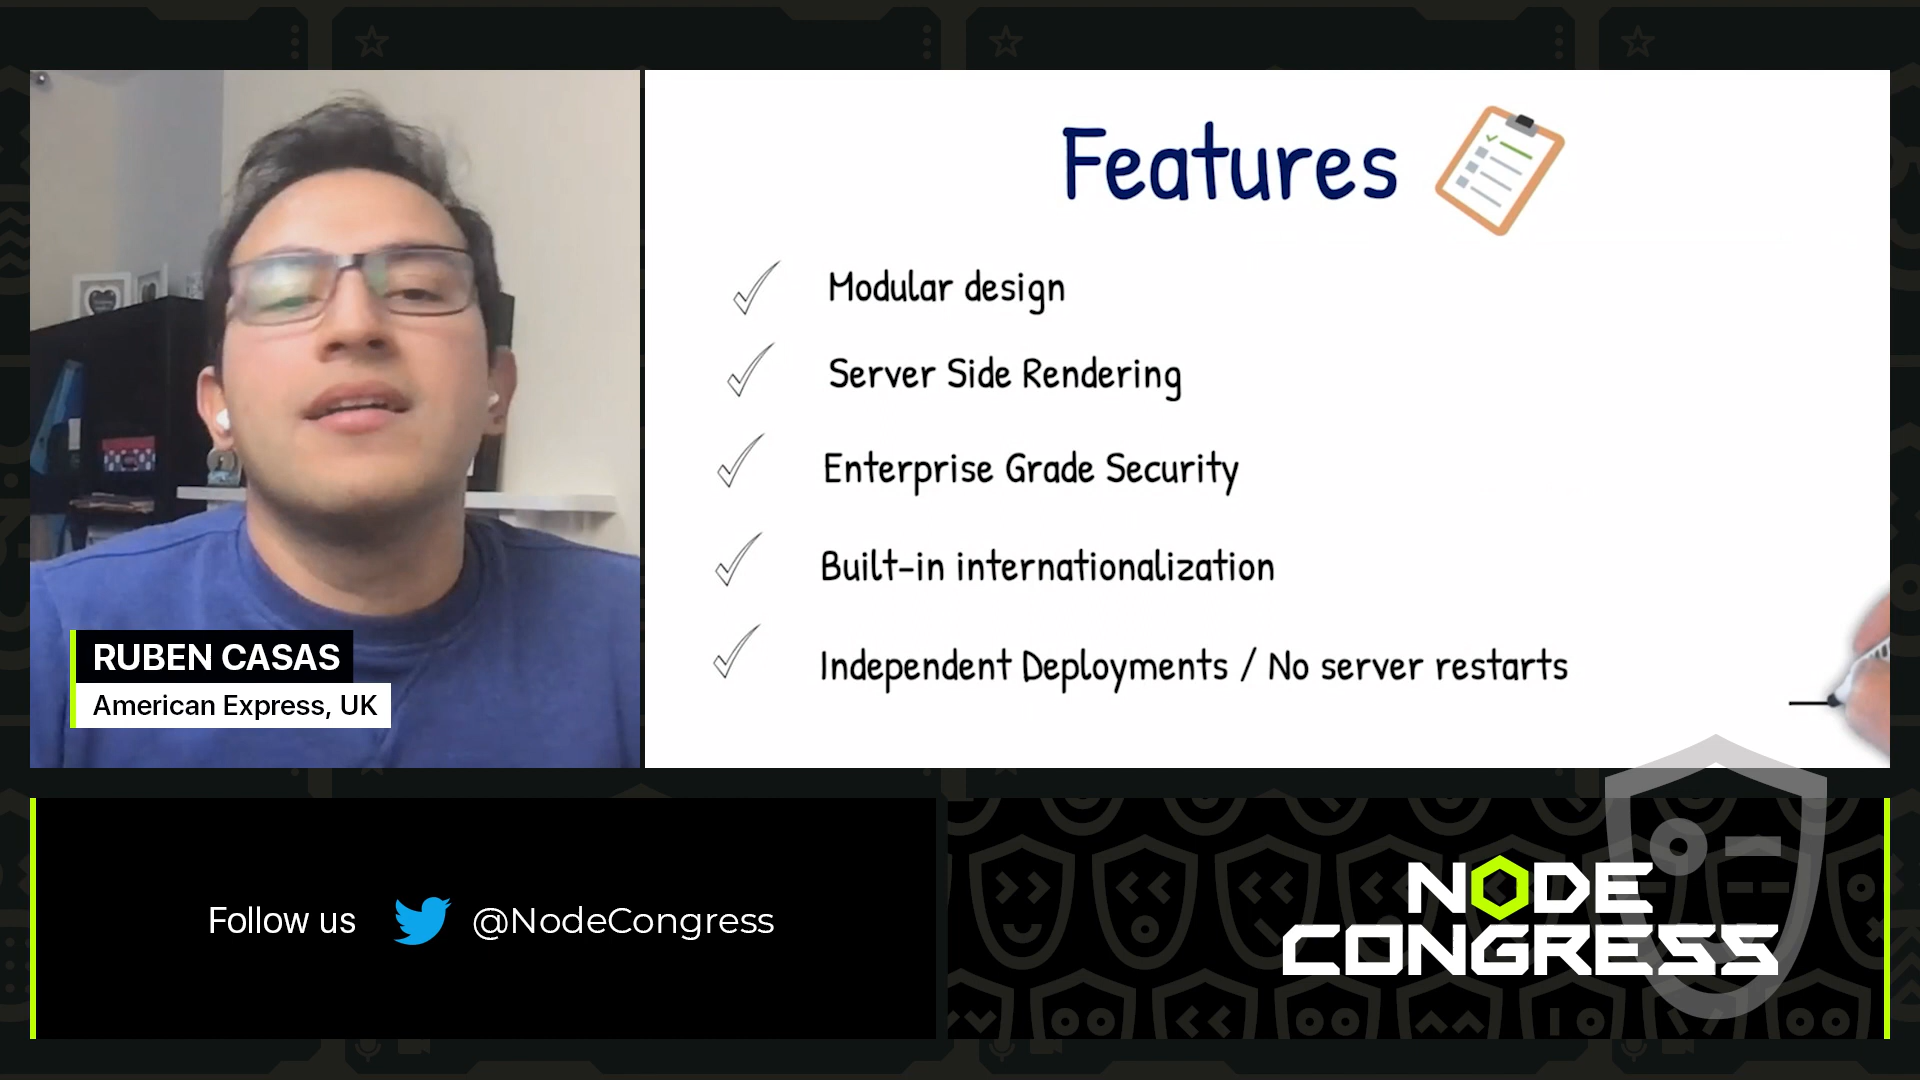 Features
Modular design
Server Side Rendering
Enterprise Grade Security
Built-in internationalization
Independent Deployments / No server restarts
RUBEN CASAS
American Express, UK
Follow us @NodeCongress
NODE
CONGRESS